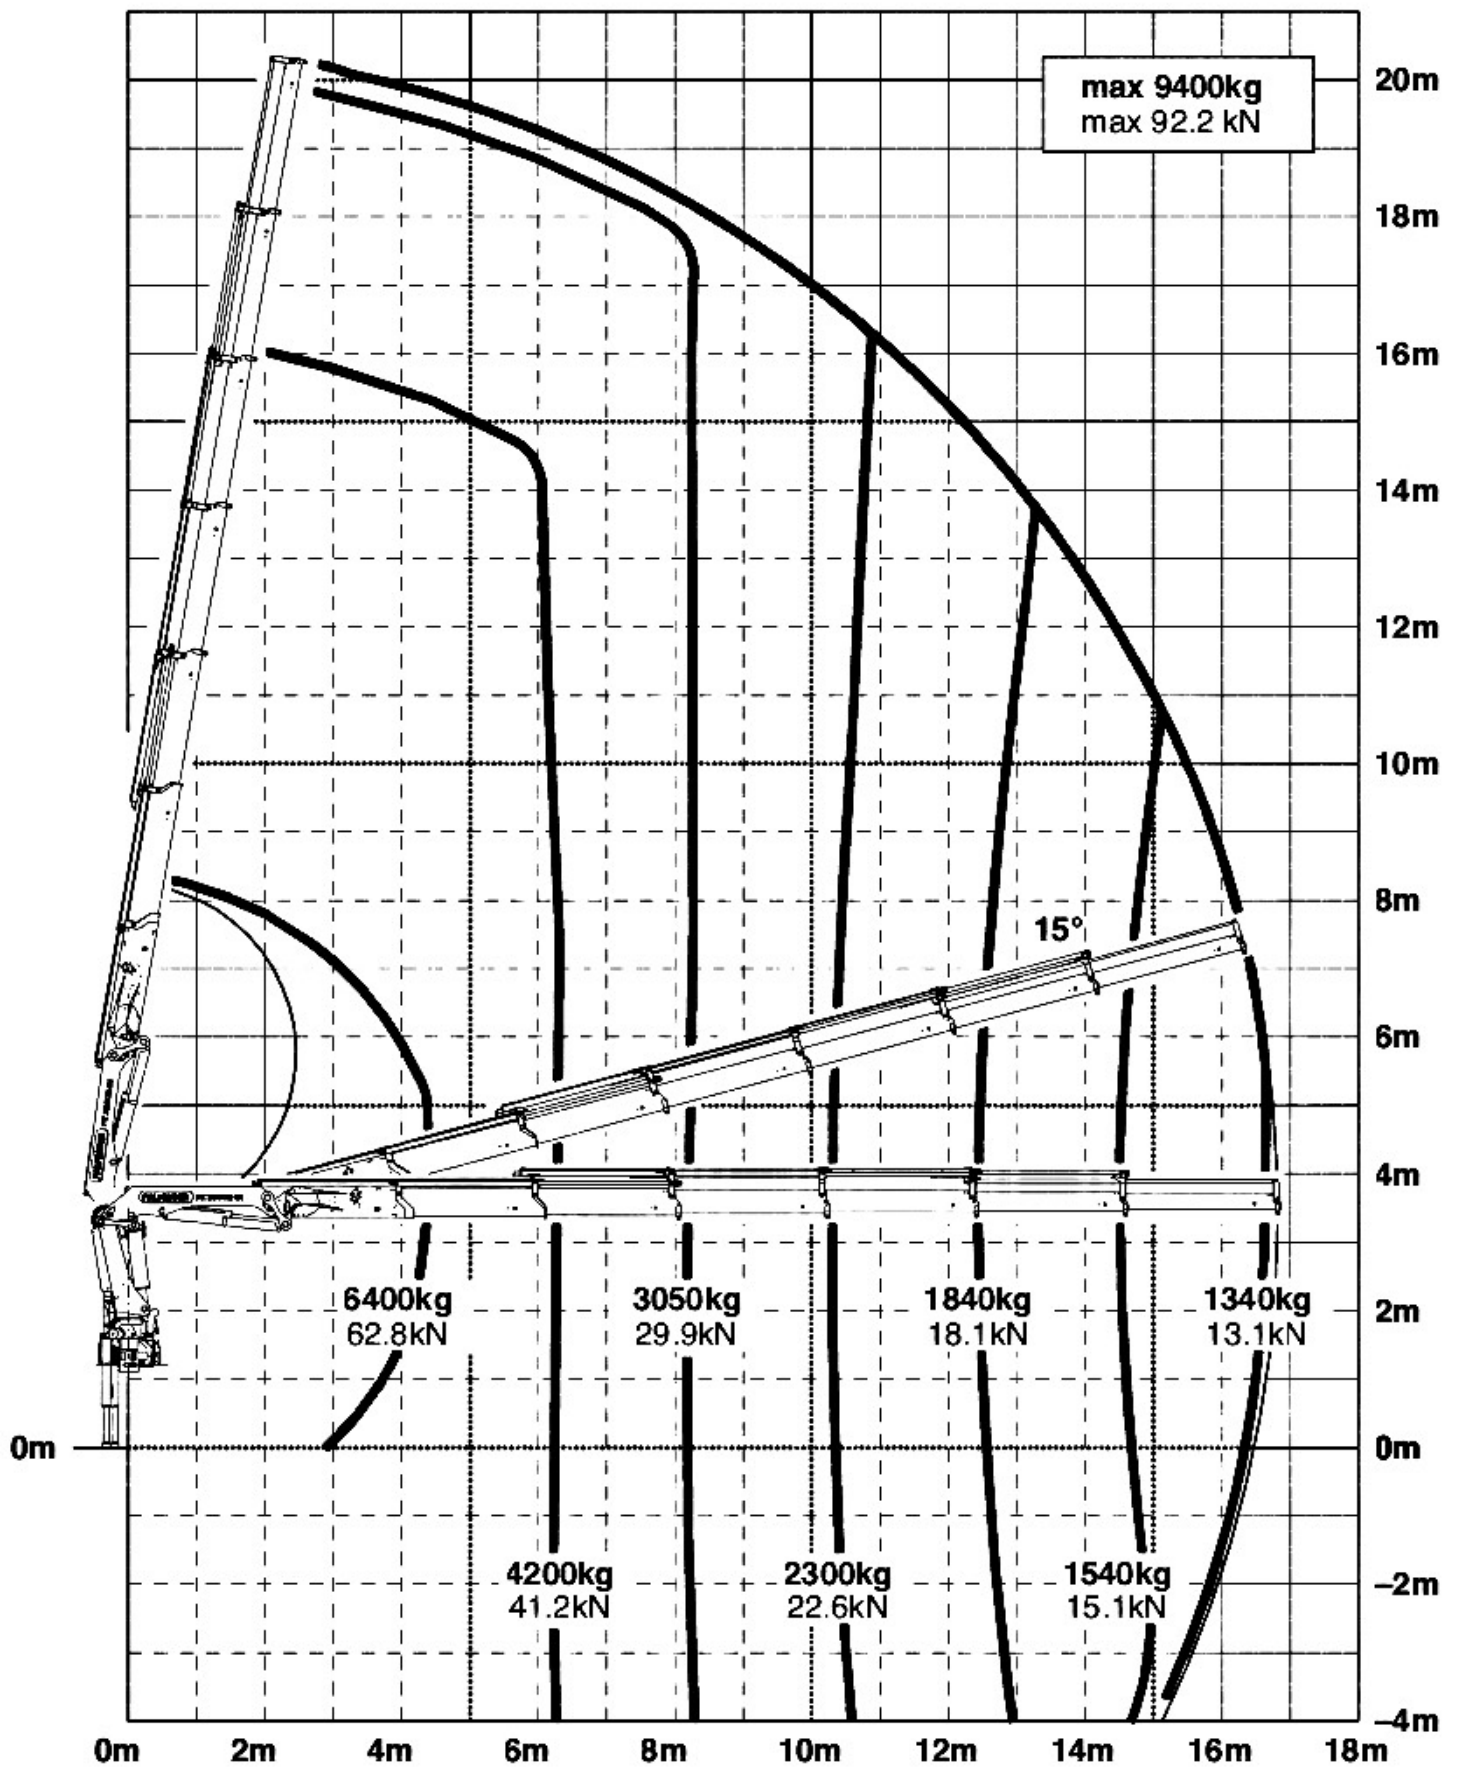 max 9400kg
max 92.2 kN
20m
18m
16m
14m
12m
10m
8m
15°
6m
4m
6400kg
62.8kN
3050kg
29.9kN
1840kg
18.1kN
1340kg
13.1kN
2m
0m
0m
4200kg
41.2kN
2300kg
22.6kN
1540kg
15.1kN
–2m
–4m
0m 2m 4m 6m 8m 10m 12m 14m 16m 18m